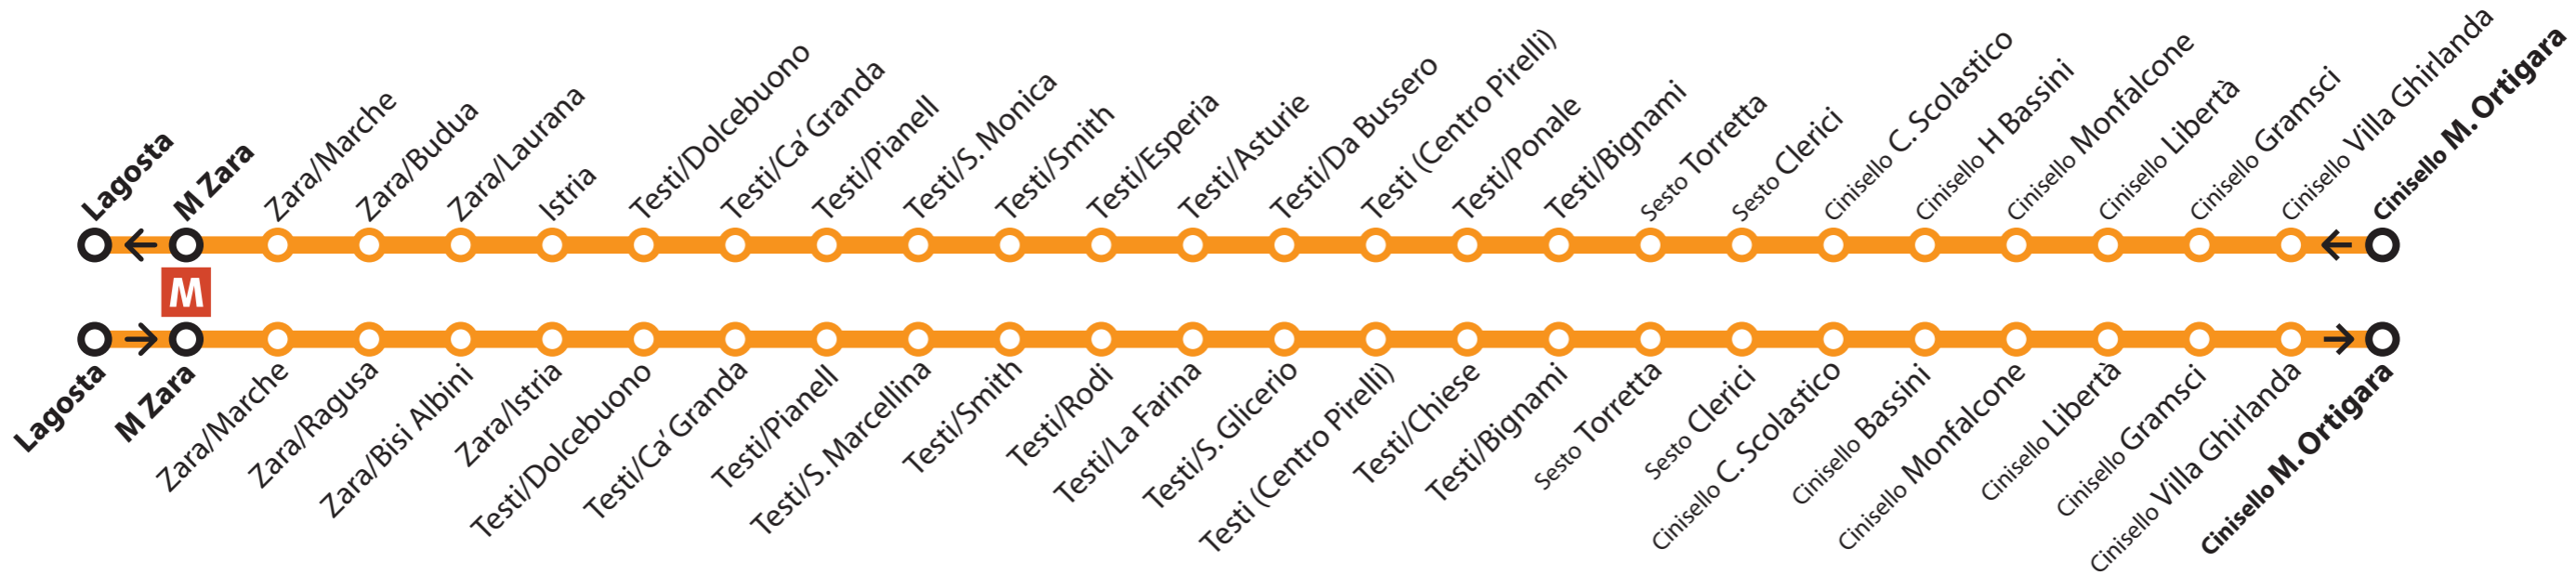 Lagosta
M Zara
Zara/Marche
Zara/Budua
Zara/Laurana
Istria
Testi/Dolcebuono
Testi/Ca' Granda
Testi/Pianell
Testi/S. Monica
Testi/Smith
Testi/Esperia
Testi/Asturie
Testi/Da Bussero
Testi (Centro Pirelli)
Testi/Ponale
Testi/Bignami
Sesto Torretta
Sesto Clerici
Cinisello C. Scolastico
Cinisello H Bassini
Cinisello Monfalcone
Cinisello Libertà
Cinisello Gramsci
Cinisello Villa Ghirlanda
Cinisello M. Ortigara
M
Lagosta
M Zara
Zara/Marche
Zara/Ragusa
Zara/Bisi Albini
Zara/Istria
Testi/Dolcebuono
Testi/Ca' Granda
Testi/Pianell
Testi/S. Marcellina
Testi/Smith
Testi/Rodi
Testi/La Farina
Testi/S. Glicerio
Testi (Centro Pirelli)
Testi/Chiese
Testi/Bignami
Sesto Torretta
Sesto Clerici
Cinisello C. Scolastico
Cinisello Bassini
Cinisello Monfalcone
Cinisello Libertà
Cinisello Gramsci
Cinisello Villa Ghirlanda
Cinisello M. Ortigara